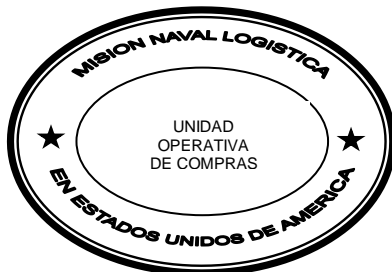 MISION NAVAL LOGISTICA
UNIDAD
OPERATIVA
DE COMPRAS
EN ESTADOS UNIDOS DE AMERICA